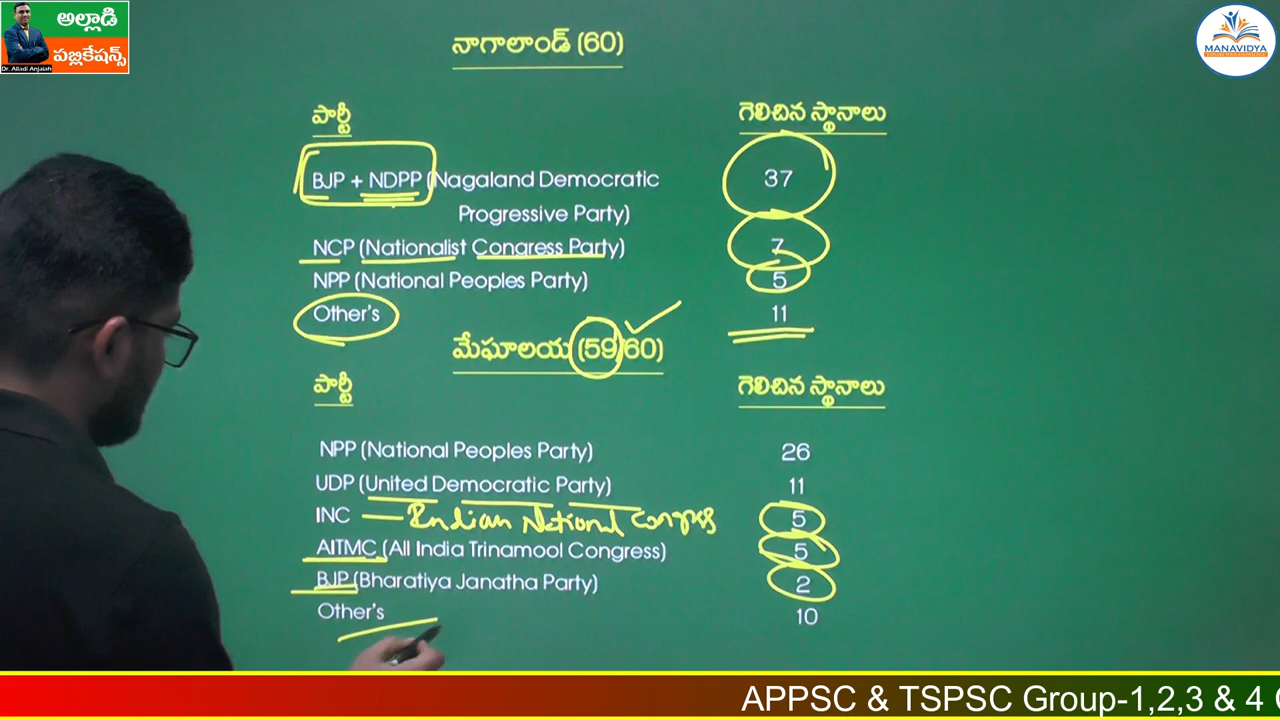 అల్లాడి
పబ్లికేషన్స్
Dr. Alladi Anjaiah
MANAVIDYA
నాగాలాండ్ (60)
పార్టీ గెలిచిన స్థానాలు
BJP + NDPP (Nagaland Democratic 37
Progressive Party)
NCP (Nationalist Congress Party) 7
NPP (National Peoples Party) 5
Other's 11
మేఘాలయ (59/60)
పార్టీ గెలిచిన స్థానాలు
NPP (National Peoples Party) 26
UDP (United Democratic Party) 11
INC — Indian National Congress 5
AITMC (All India Trinamool Congress) 5
BJP (Bharatiya Janatha Party) 2
Other's 10
APPSC & TSPSC Group-1,2,3 & 4